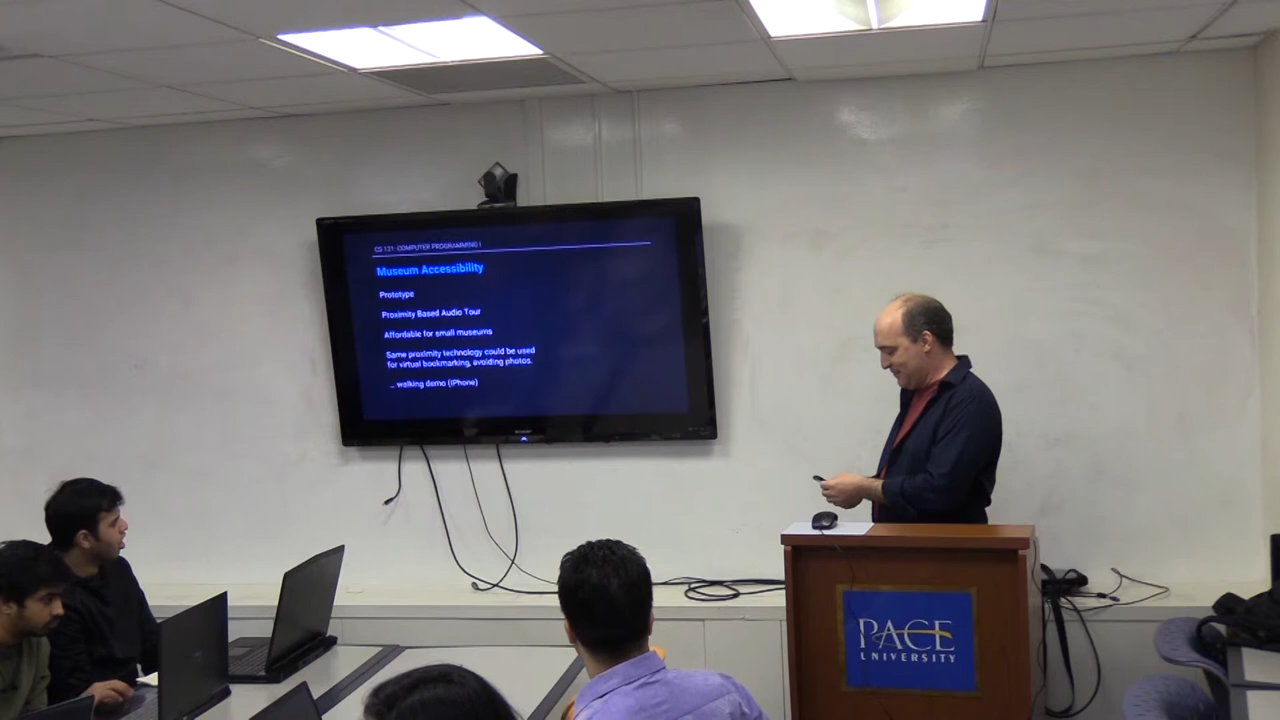 CS 121: COMPUTER PROGRAMMING I
Museum Accessibility
Prototype
Proximity Based Audio Tour
Affordable for small museums
Same proximity technology could be used
for virtual bookmarking, avoiding photos.
... walking demo (iPhone)
SHARP
PACE
UNIVERSITY